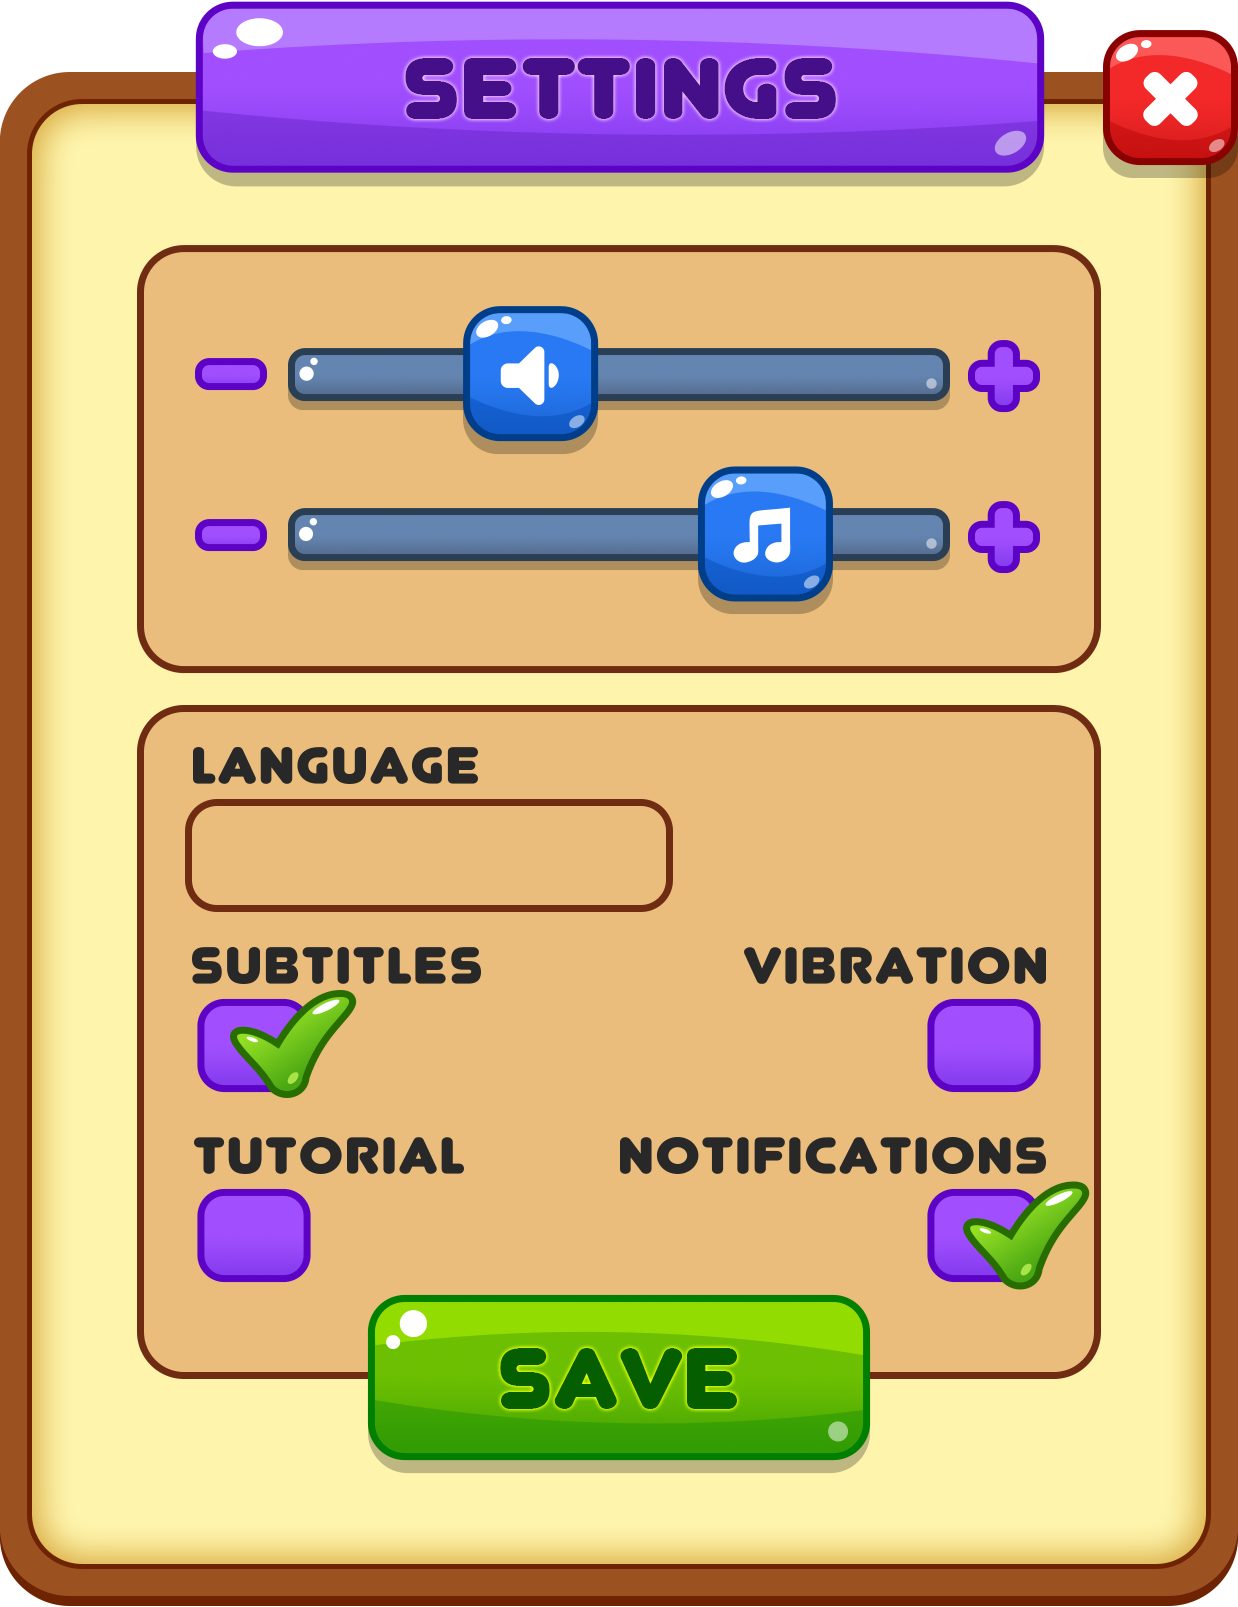 SETTINGS
LANGUAGE
SUBTITLES
VIBRATION
TUTORIAL
NOTIFICATIONS
SAVE